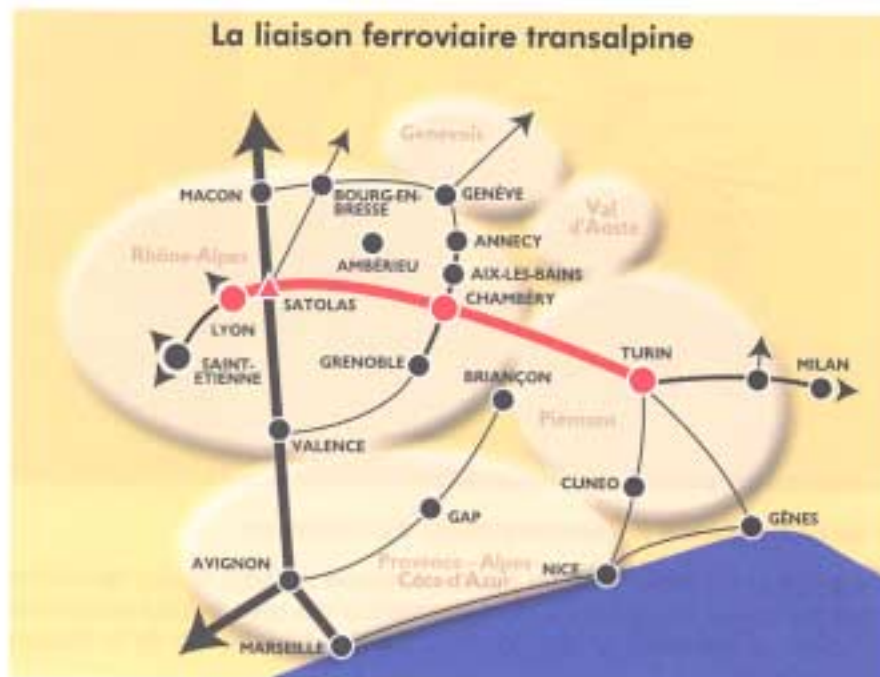 La liaison ferroviaire transalpine
Genevois
MACON
BOURG-EN-
BRESSE
GENÈVE
Val
d'Aoste
ANNECY
Rhône-Alpes
AMBÉRIEU
AIX-LES-BAINS
SATOLAS
CHAMBÉRY
LYON
SAINT-
ETIENNE
GRENOBLE
TURIN
MILAN
BRIANÇON
Piémont
VALENCE
CUNEO
GAP
GÊNES
AVIGNON
Provence - Alpes
Côte-d'Azur
NICE
MARSEILLE